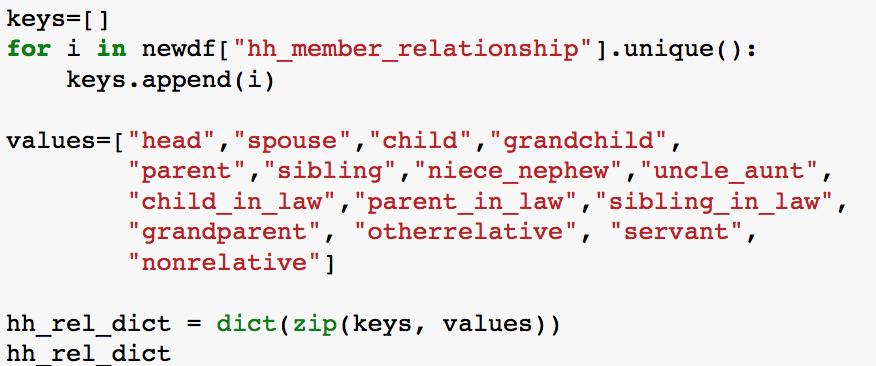 keys=[]
for i in newdf["hh_member_relationship"].unique():
    keys.append(i)
values=["head","spouse","child","grandchild",
        "parent","sibling","niece_nephew","uncle_aunt",
        "child_in_law","parent_in_law","sibling_in_law",
        "grandparent", "otherrelative", "servant",
        "nonrelative"]
hh_rel_dict = dict(zip(keys, values))
hh_rel_dict